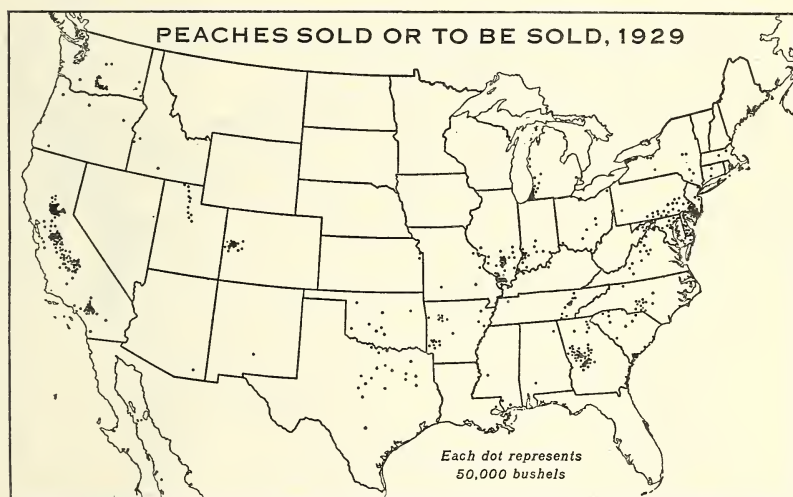 PEACHES SOLD OR TO BE SOLD, 1929
Each dot represents
50,000 bushels